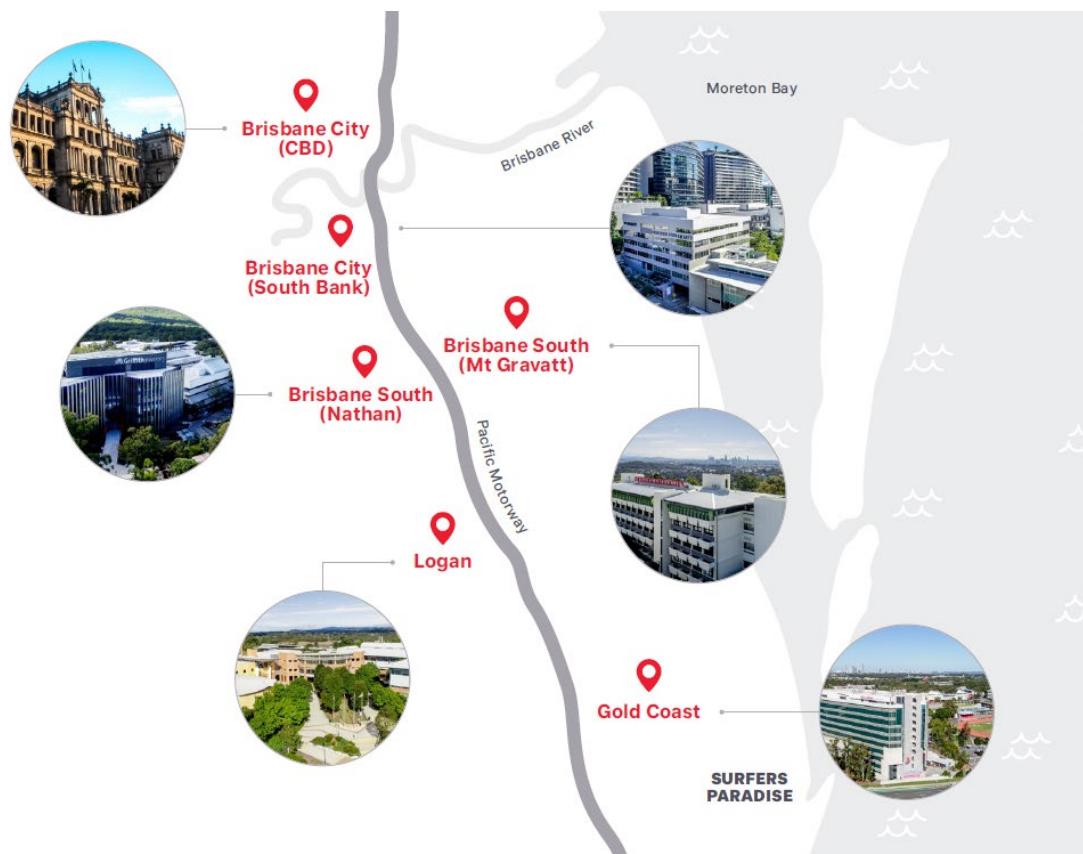 Moreton Bay
Brisbane City
(CBD)
Brisbane River
Brisbane City
(South Bank)
Brisbane South
(Mt Gravatt)
Brisbane South
(Nathan)
Pacific Motorway
Logan
Gold Coast
SURFERS
PARADISE